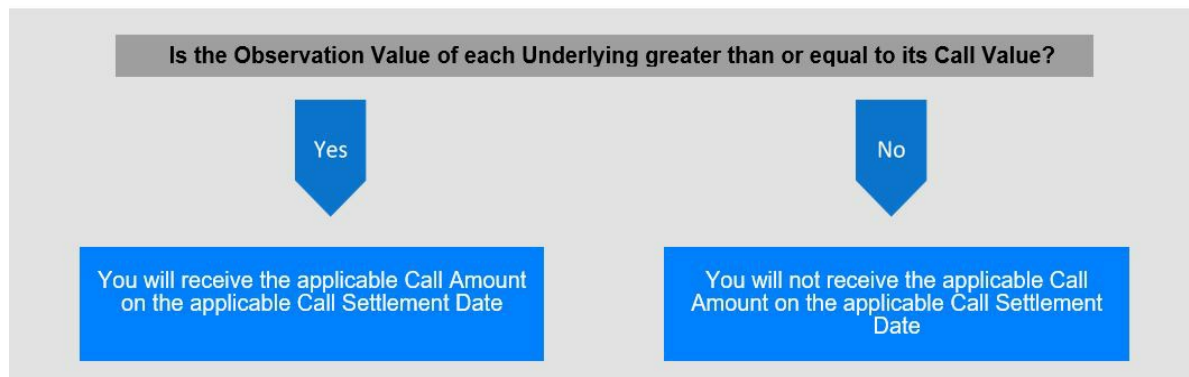 Is the Observation Value of each Underlying greater than or equal to its Call Value?
Yes
No
You will receive the applicable Call Amount
on the applicable Call Settlement Date
You will not receive the applicable Call
Amount on the applicable Call Settlement
Date